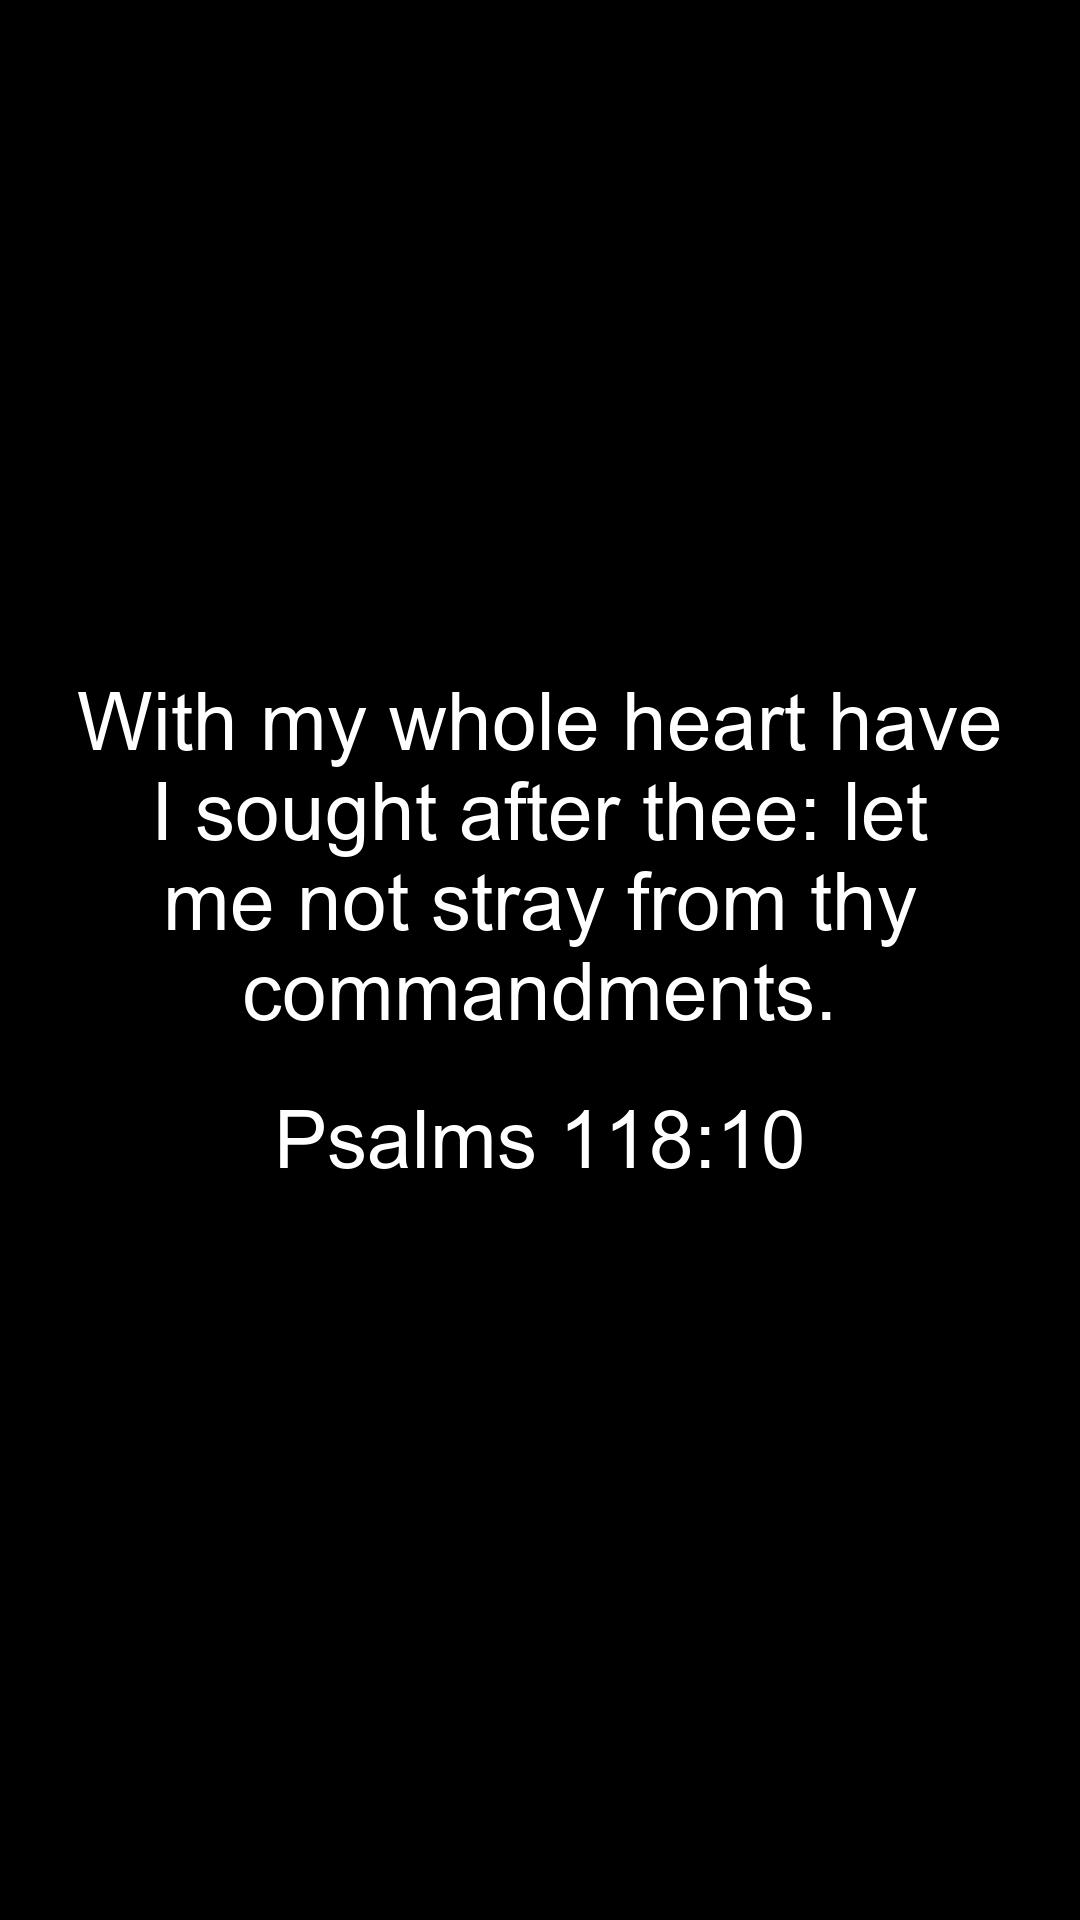 With my whole heart have
I sought after thee: let
me not stray from thy
commandments.
Psalms 118:10